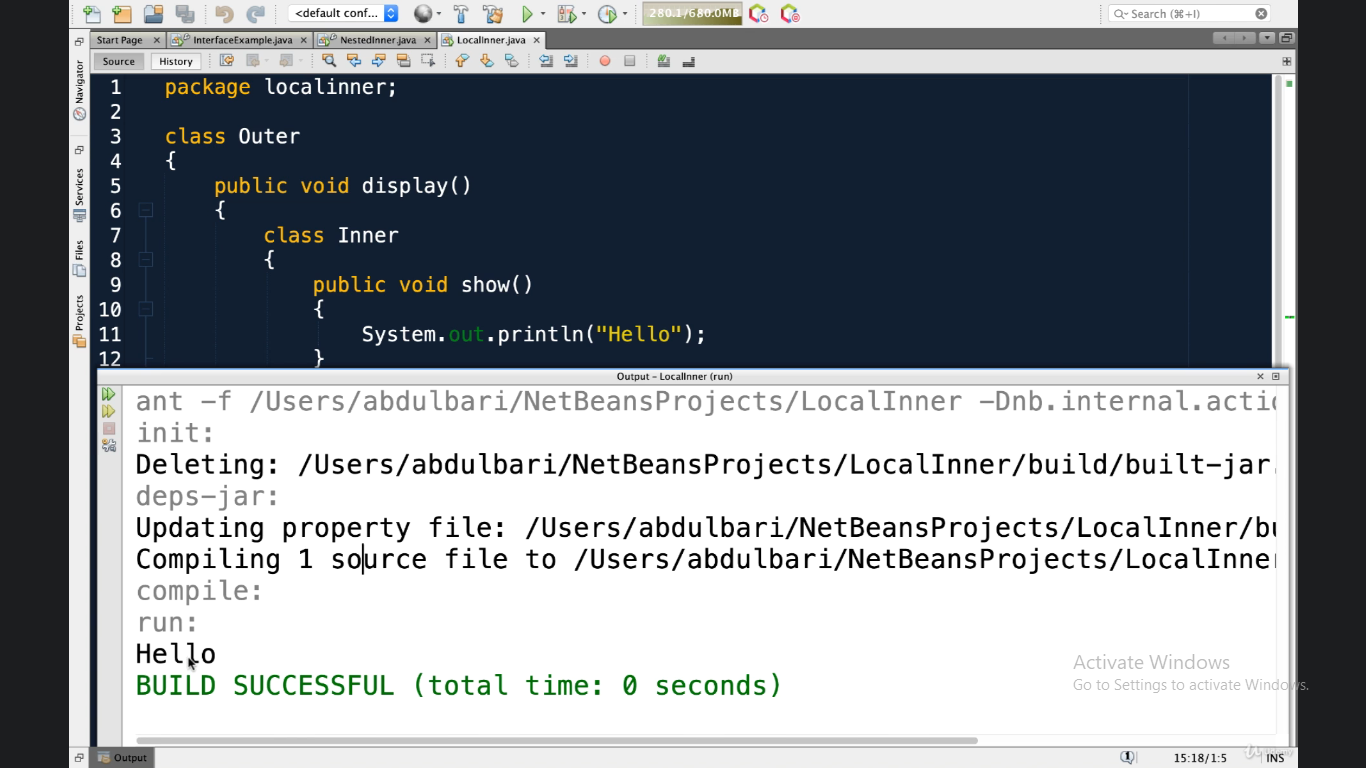 <default conf...
280.1/680.0MB
Search (⌘+I)
Start Page
InterfaceExample.java
NestedInner.java
LocalInner.java
Source
History
Navigator
Services
Files
Projects
1 package localinner;
2
3 class Outer
4 {
5 public void display()
6 {
7 class Inner
8 {
9 public void show()
10 {
11 System.out.println("Hello");
12 }
Output – LocalInner (run)
ant -f /Users/abdulbari/NetBeansProjects/LocalInner -Dnb.internal.actio
init:
Deleting: /Users/abdulbari/NetBeansProjects/LocalInner/build/built-jar.
deps-jar:
Updating property file: /Users/abdulbari/NetBeansProjects/LocalInner/bu
Compiling 1 source file to /Users/abdulbari/NetBeansProjects/LocalInner
compile:
run:
Hello
BUILD SUCCESSFUL (total time: 0 seconds)
Activate Windows
Go to Settings to activate Windows.
Output
15:18/1:5
INS